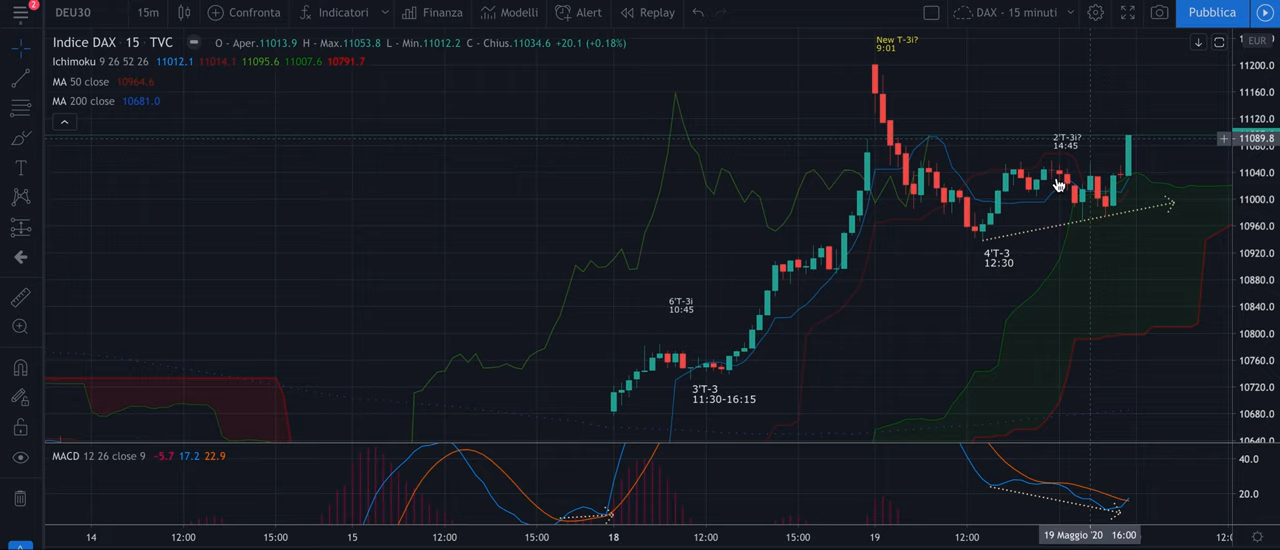 2
DEU30 15m Confronta Indicatori Finanza Modelli Alert Replay DAX - 15 minuti Pubblica
Indice DAX · 15 · TVC O - Aper.11013.9 H - Max.11053.8 L - Min.11012.2 C - Chius.11034.6 +20.1 (+0.18%)
Ichimoku 9 26 52 26 11012.1 11014.1 11095.6 11007.6 10791.7
MA 50 close 10964.6
MA 200 close 10681.0
EUR
New T-3i?
9:01
11200.0
11160.0
11120.0
11089.8
11080.0
11040.0
11000.0
10960.0
10920.0
10880.0
10840.0
10800.0
10760.0
10720.0
10680.0
10640.0
2'T-3i?
14:45
4'T-3
12:30
6'T-3i
10:45
3'T-3
11:30-16:15
MACD 12 26 close 9 -5.7 17.2 22.9
40.0
20.0
14 12:00 15:00 12:00 15:00 18 12:00 15:00 19 12:00 19 Maggio '20 16:00 12:0